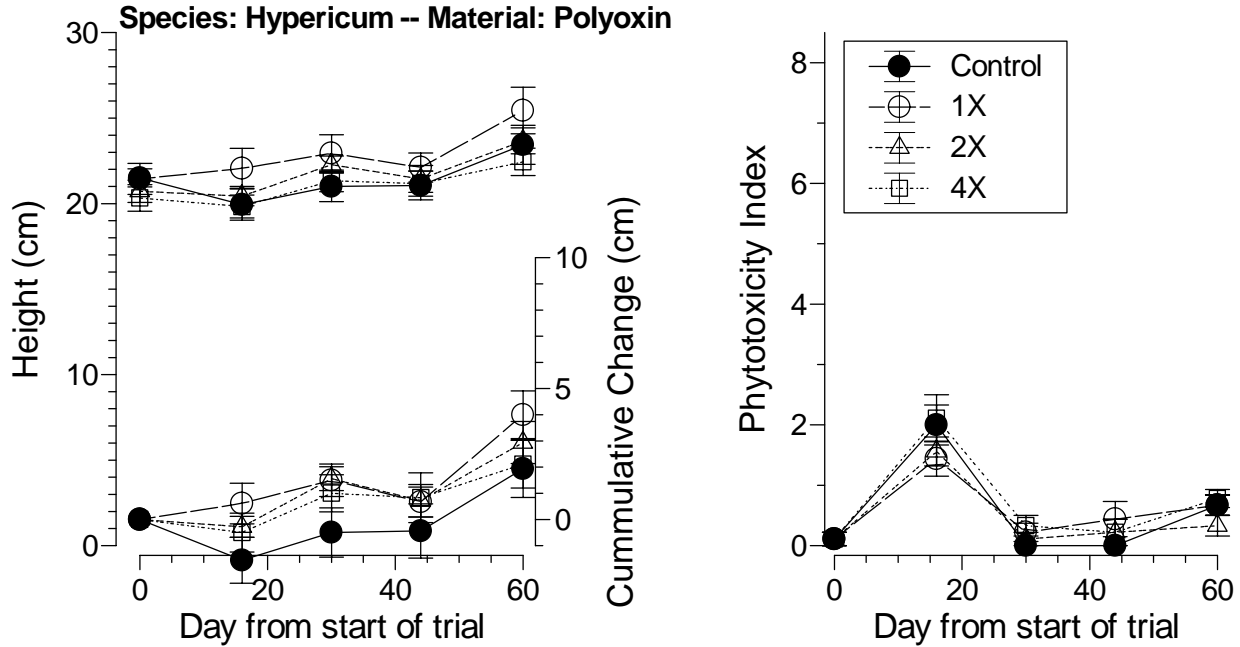 Species: Hypericum -- Material: Polyoxin
30
20
10
0
Height (cm)
10
5
0
Cummulative Change (cm)
0
20
40
60
Day from start of trial
8
6
4
2
0
Phytotoxicity Index
Control
1X
2X
4X
0
20
40
60
Day from start of trial